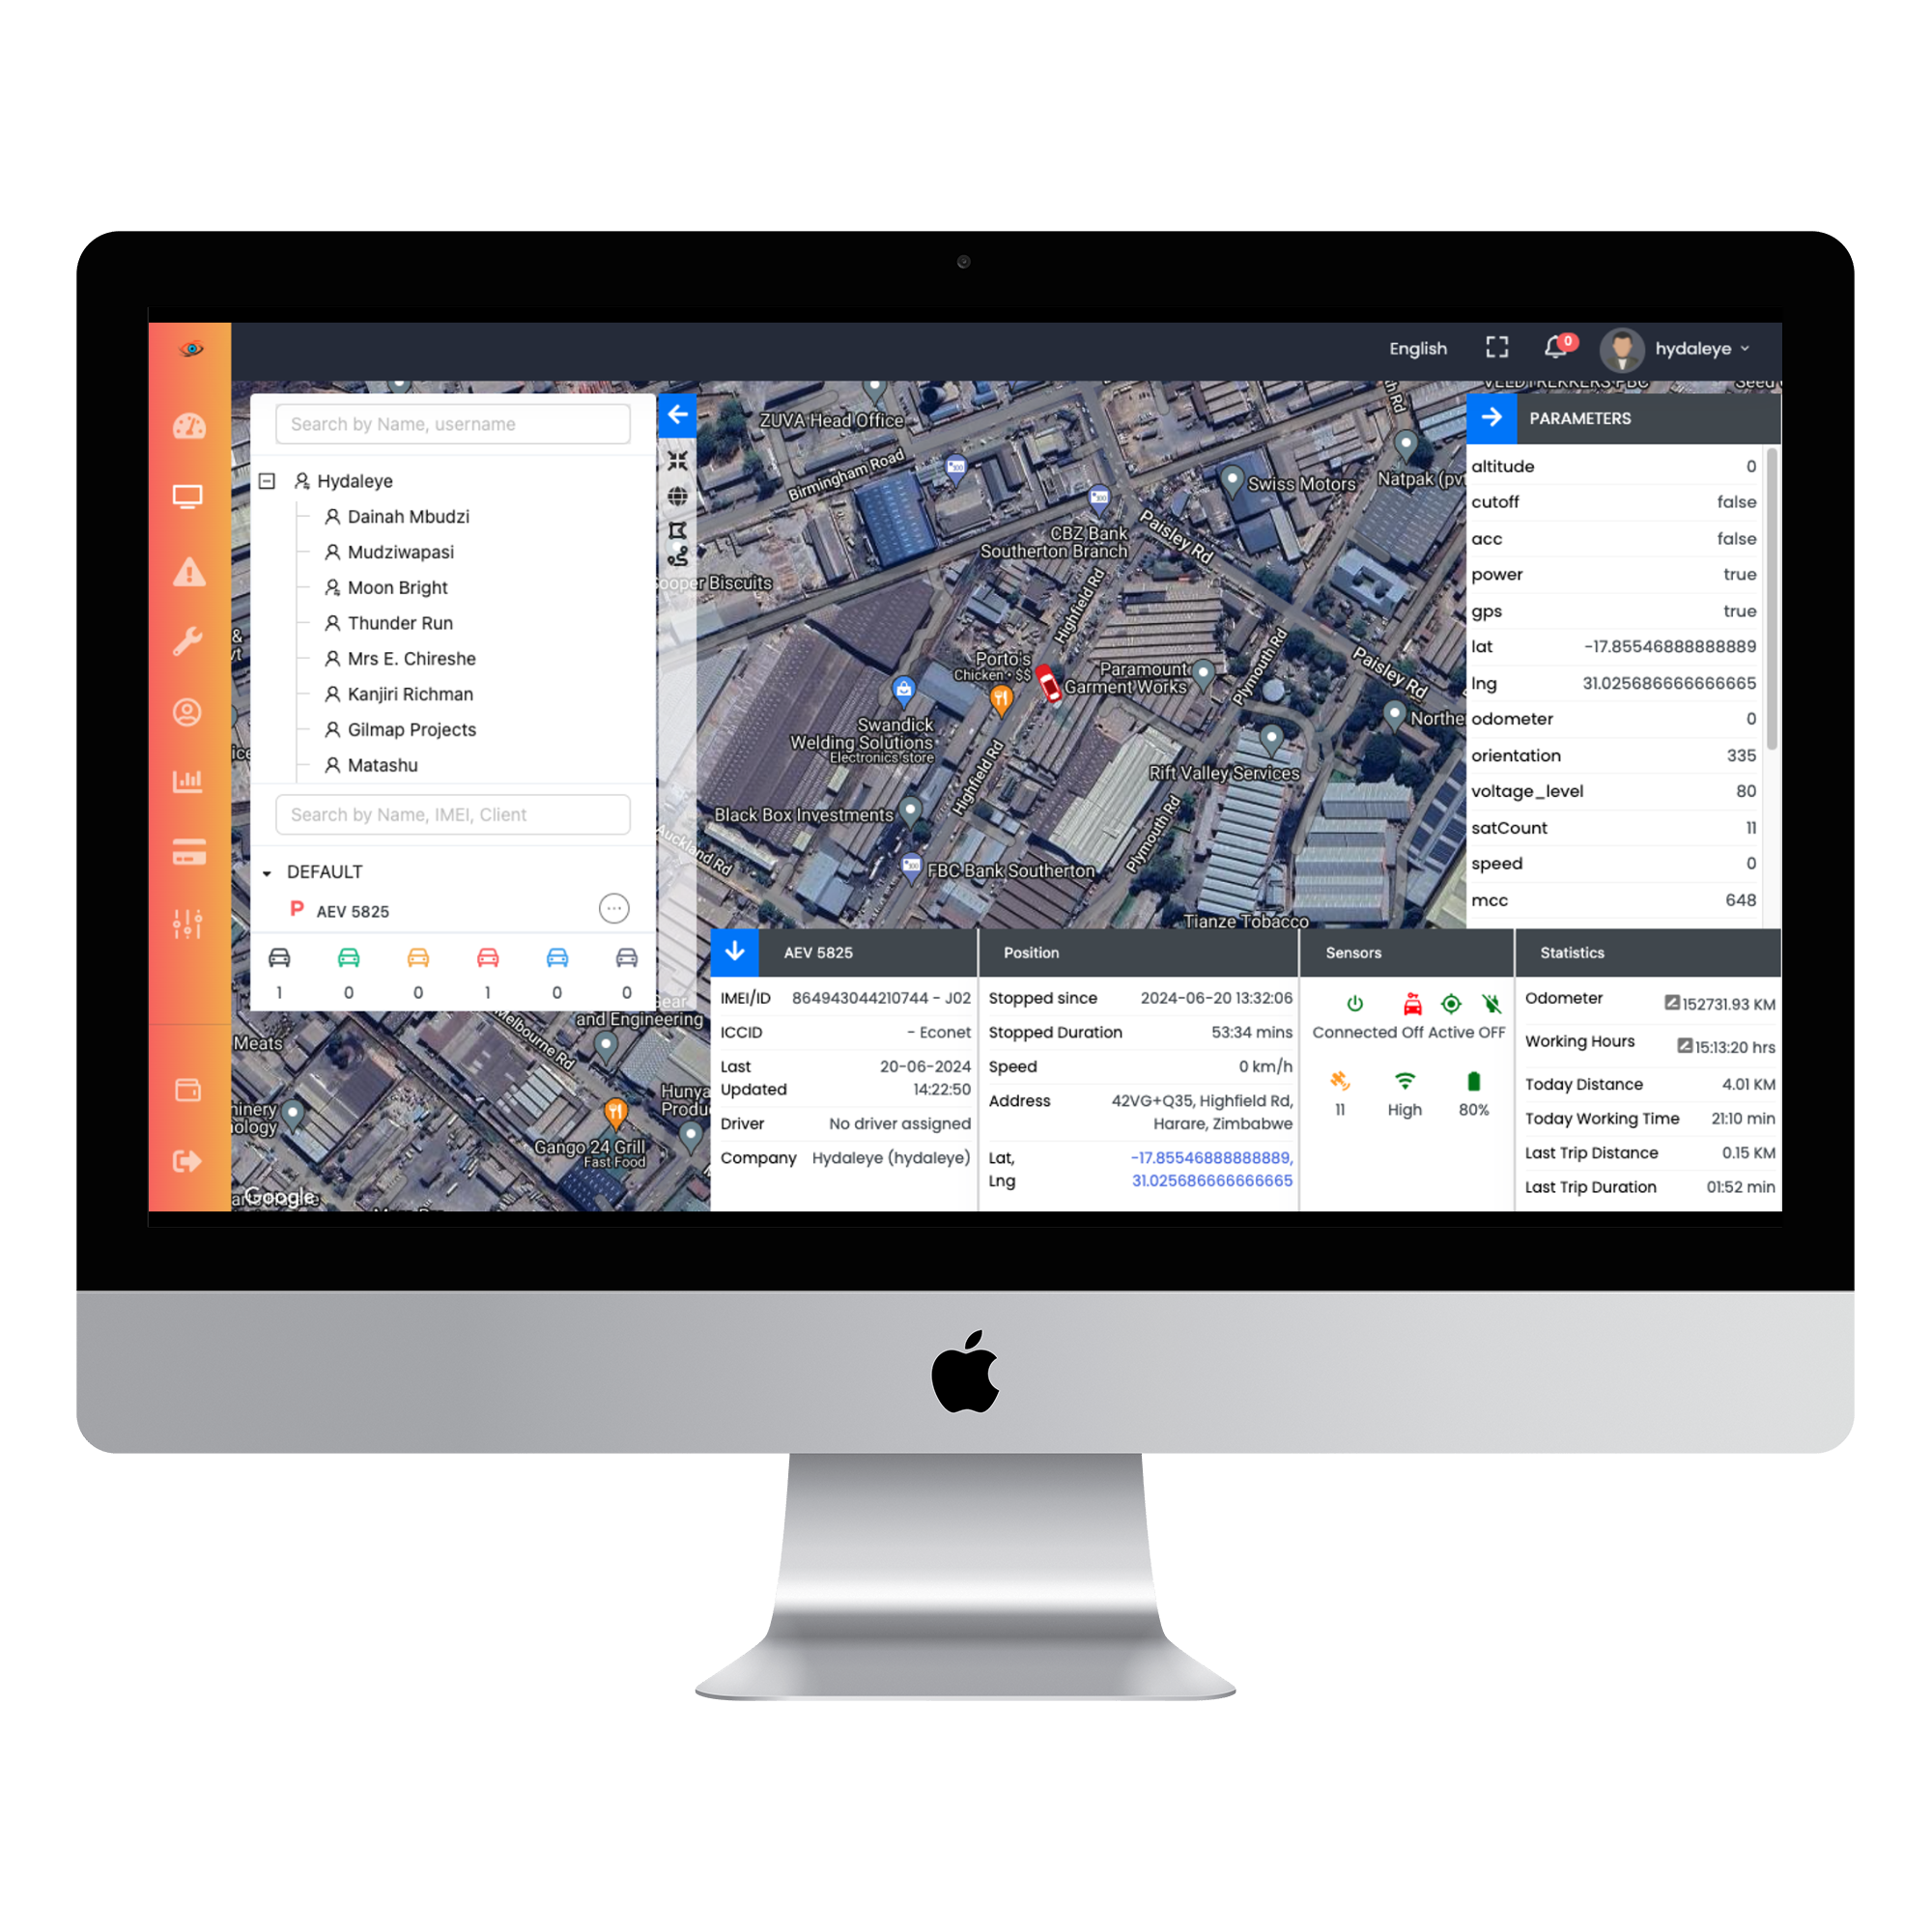 English
0
hydaleye
Search by Name, username
Hydaleye
Dainah Mbudzi
Mudziwapasi
Moon Bright
Thunder Run
Mrs E. Chireshe
Kanjiri Richman
Gilmap Projects
Matashu
Search by Name, IMEI, Client
DEFAULT
P AEV 5825
1 0 0 1 0 0
ZUVA Head Office
Birmingham Road
Swiss Motors
Natpak (pvt
CBZ Bank
Southerton Branch
Paisley Rd
ooper Biscuits
Highfield Rd
Porto's
Chicken • $$
Paramount
Garment Works
Plymouth Rd
Paisley Rd
Northe
Swandick
Welding Solutions
Electronics store
Highfield Rd
Rift Valley Services
Black Box Investments
Plymouth Rd
Auckland Rd
FBC Bank Southerton
Tianze Tobacco
and Engineering
Melbourne Rd
Meats
Hunya
Produ
hinery
nology
Gango 24 Grill
Fast Food
Google
PARAMETERS
altitude 0
cutoff false
acc false
power true
gps true
lat -17.85546888888889
lng 31.025686666666665
odometer 0
orientation 335
voltage_level 80
satCount 11
speed 0
mcc 648
AEV 5825
IMEI/ID 864943044210744 - J02
ICCID - Econet
Last 20-06-2024
Updated 14:22:50
Driver No driver assigned
Company Hydaleye (hydaleye)
Position
Stopped since 2024-06-20 13:32:06
Stopped Duration 53:34 mins
Speed 0 km/h
Address 42VG+Q35, Highfield Rd,
Harare, Zimbabwe
Lat, -17.85546888888889,
Lng 31.025686666666665
Sensors
Connected Off Active OFF
11 High 80%
Statistics
Odometer 152731.93 KM
Working Hours 15:13:20 hrs
Today Distance 4.01 KM
Today Working Time 21:10 min
Last Trip Distance 0.15 KM
Last Trip Duration 01:52 min